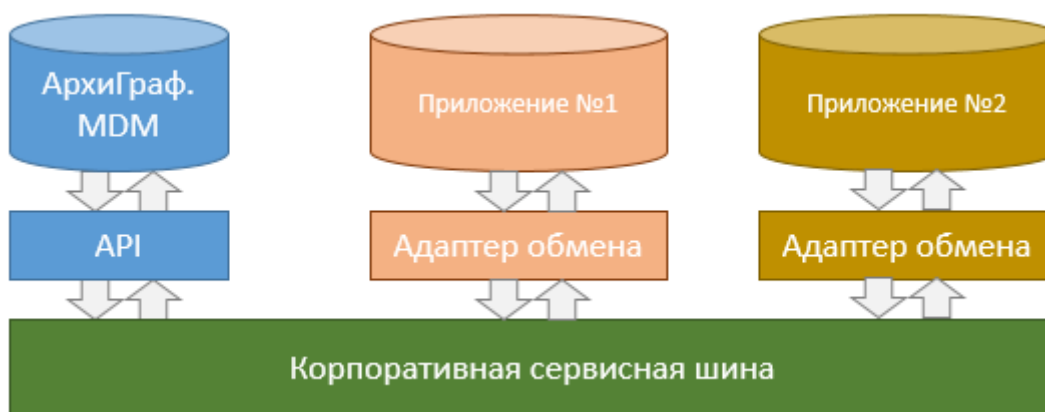 АрхиГраф.
MDM
Приложение №1
Приложение №2
API
Адаптер обмена
Адаптер обмена
Корпоративная сервисная шина